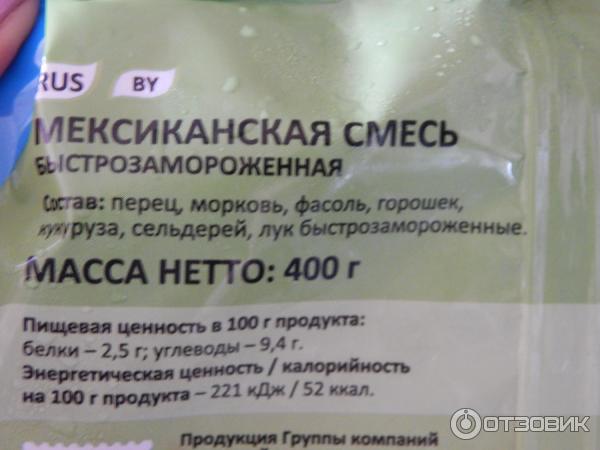 RUS BY
МЕКСИКАНСКАЯ СМЕСЬ
БЫСТРОЗАМОРОЖЕННАЯ
Состав: перец, морковь, фасоль, горошек,
кукуруза, сельдерей, лук быстрозамороженные.
МАССА НЕТТО: 400 г
Пищевая ценность в 100 г продукта:
белки – 2,5 г; углеводы – 9,4 г.
Энергетическая ценность / калорийность
на 100 г продукта – 221 кДж / 52 ккал.
Продукция Группы компаний
ОТЗОВИК